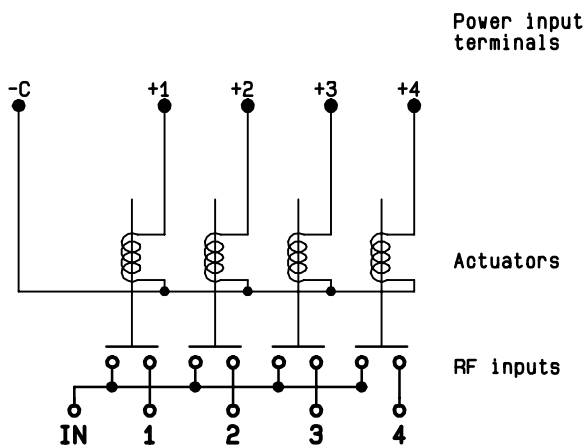 Power input
terminals
-C +1 +2 +3 +4
Actuators
RF inputs
IN 1 2 3 4